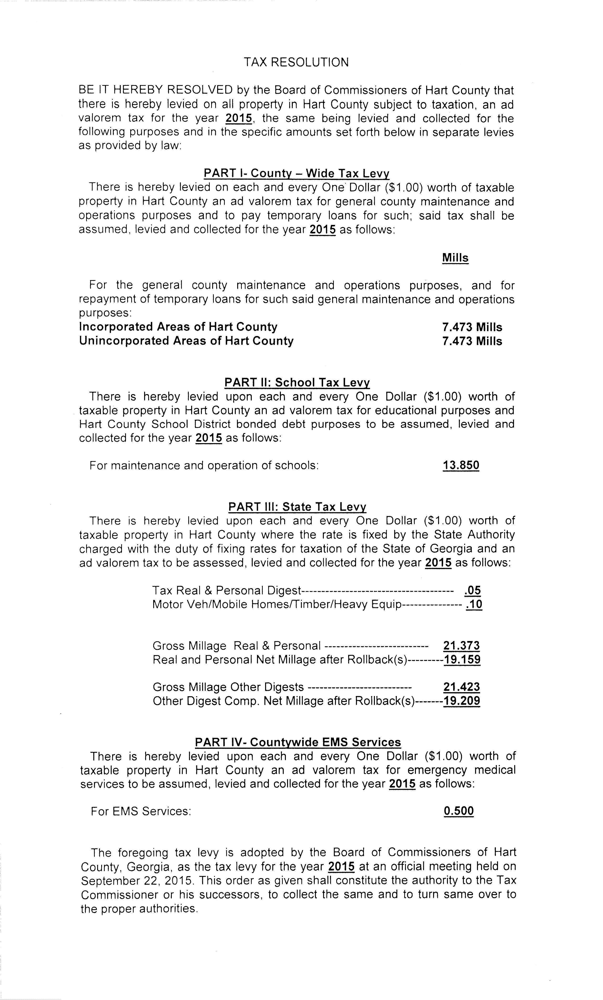 TAX RESOLUTION
BE IT HEREBY RESOLVED by the Board of Commissioners of Hart County that
there is hereby levied on all property in Hart County subject to taxation, an ad
valorem tax for the year 2015, the same being levied and collected for the
following purposes and in the specific amounts set forth below in separate levies
as provided by law:
PART I- County – Wide Tax Levy
There is hereby levied on each and every One Dollar ($1.00) worth of taxable
property in Hart County an ad valorem tax for general county maintenance and
operations purposes and to pay temporary loans for such; said tax shall be
assumed, levied and collected for the year 2015 as follows:
Mills
For the general county maintenance and operations purposes, and for
repayment of temporary loans for such said general maintenance and operations
purposes:
Incorporated Areas of Hart County 7.473 Mills
Unincorporated Areas of Hart County 7.473 Mills
PART II: School Tax Levy
There is hereby levied upon each and every One Dollar ($1.00) worth of
taxable property in Hart County an ad valorem tax for educational purposes and
Hart County School District bonded debt purposes to be assumed, levied and
collected for the year 2015 as follows:
For maintenance and operation of schools: 13.850
PART III: State Tax Levy
There is hereby levied upon each and every One Dollar ($1.00) worth of
taxable property in Hart County where the rate is fixed by the State Authority
charged with the duty of fixing rates for taxation of the State of Georgia and an
ad valorem tax to be assessed, levied and collected for the year 2015 as follows:
Tax Real & Personal Digest-------------------------------------- .05
Motor Veh/Mobile Homes/Timber/Heavy Equip--------------- .10
Gross Millage Real & Personal -------------------------- 21.373
Real and Personal Net Millage after Rollback(s)---------19.159
Gross Millage Other Digests -------------------------- 21.423
Other Digest Comp. Net Millage after Rollback(s)-------19.209
PART IV- Countywide EMS Services
There is hereby levied upon each and every One Dollar ($1.00) worth of
taxable property in Hart County an ad valorem tax for emergency medical
services to be assumed, levied and collected for the year 2015 as follows:
For EMS Services: 0.500
The foregoing tax levy is adopted by the Board of Commissioners of Hart
County, Georgia, as the tax levy for the year 2015 at an official meeting held on
September 22, 2015. This order as given shall constitute the authority to the Tax
Commissioner or his successors, to collect the same and to turn same over to
the proper authorities.